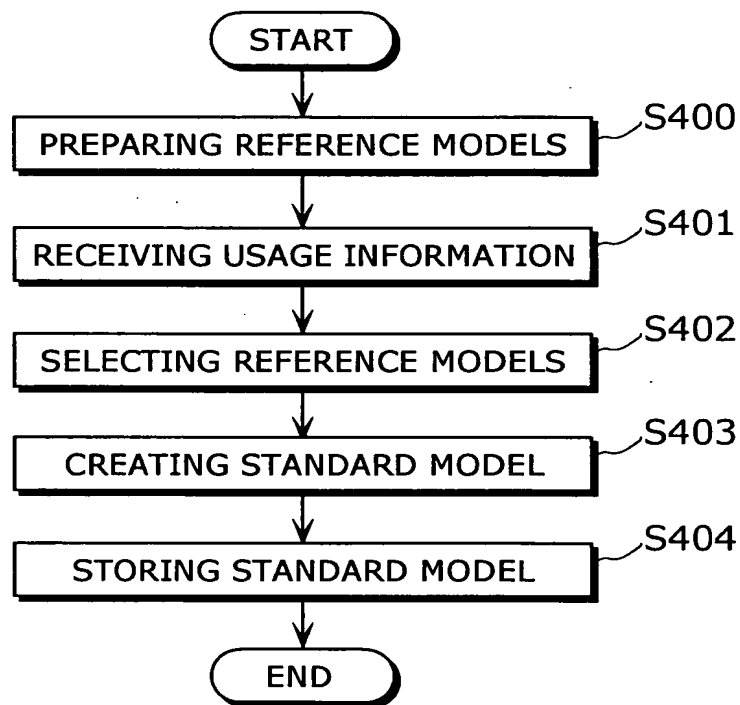 START
PREPARING REFERENCE MODELS
S400
RECEIVING USAGE INFORMATION
S401
SELECTING REFERENCE MODELS
S402
CREATING STANDARD MODEL
S403
STORING STANDARD MODEL
S404
END